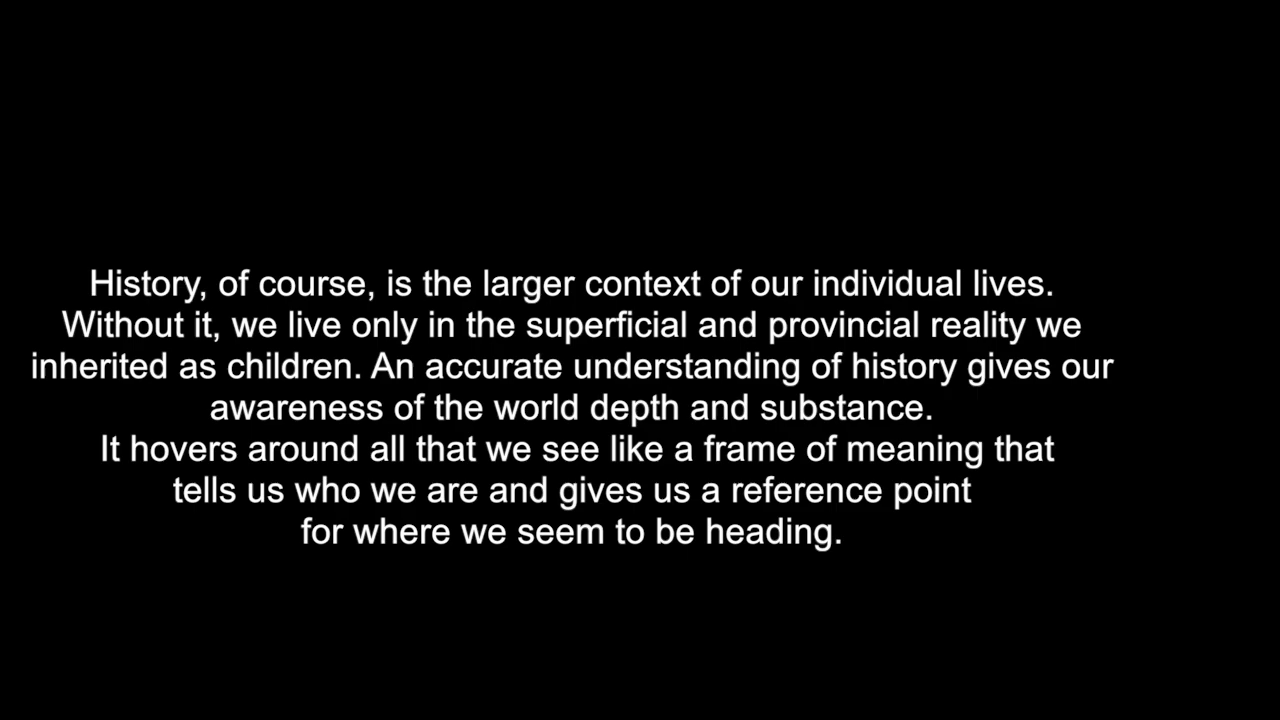 History, of course, is the larger context of our individual lives.
Without it, we live only in the superficial and provincial reality we
inherited as children. An accurate understanding of history gives our
awareness of the world depth and substance.
It hovers around all that we see like a frame of meaning that
tells us who we are and gives us a reference point
for where we seem to be heading.